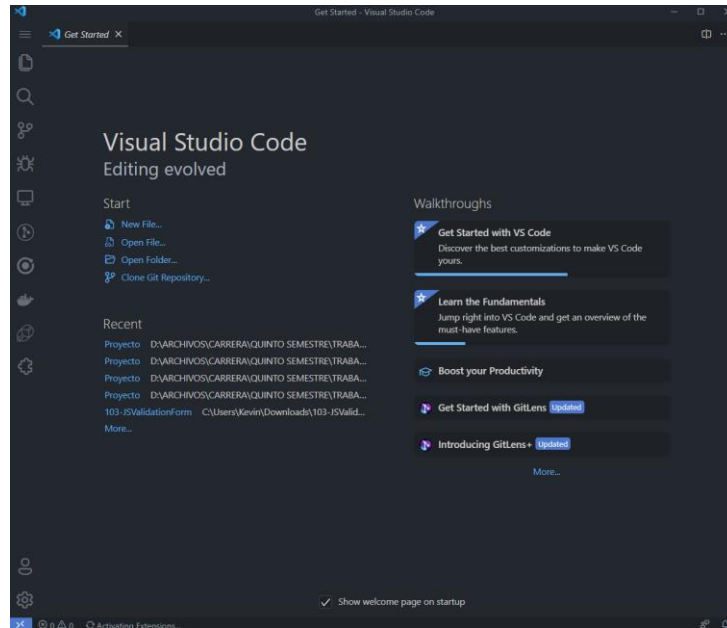 Get Started - Visual Studio Code
Get Started
Visual Studio Code
Editing evolved
Start
New File...
Open File...
Open Folder...
Clone Git Repository...
Recent
Proyecto D:\ARCHIVOS\CARRERA\QUINTO SEMESTRE\TRABA...
Proyecto D:\ARCHIVOS\CARRERA\QUINTO SEMESTRE\TRABA...
Proyecto D:\ARCHIVOS\CARRERA\QUINTO SEMESTRE\TRABA...
Proyecto D:\ARCHIVOS\CARRERA\QUINTO SEMESTRE\TRABA...
103-JSValidationForm C:\Users\Kevin\Downloads\103-JSValid...
More...
Walkthroughs
Get Started with VS Code
Discover the best customizations to make VS Code
yours.
Learn the Fundamentals
Jump right into VS Code and get an overview of the
must-have features.
Boost your Productivity
Get Started with GitLens Updated
Introducing GitLens+ Updated
More...
Show welcome page on startup
0 0 Activating Extensions...